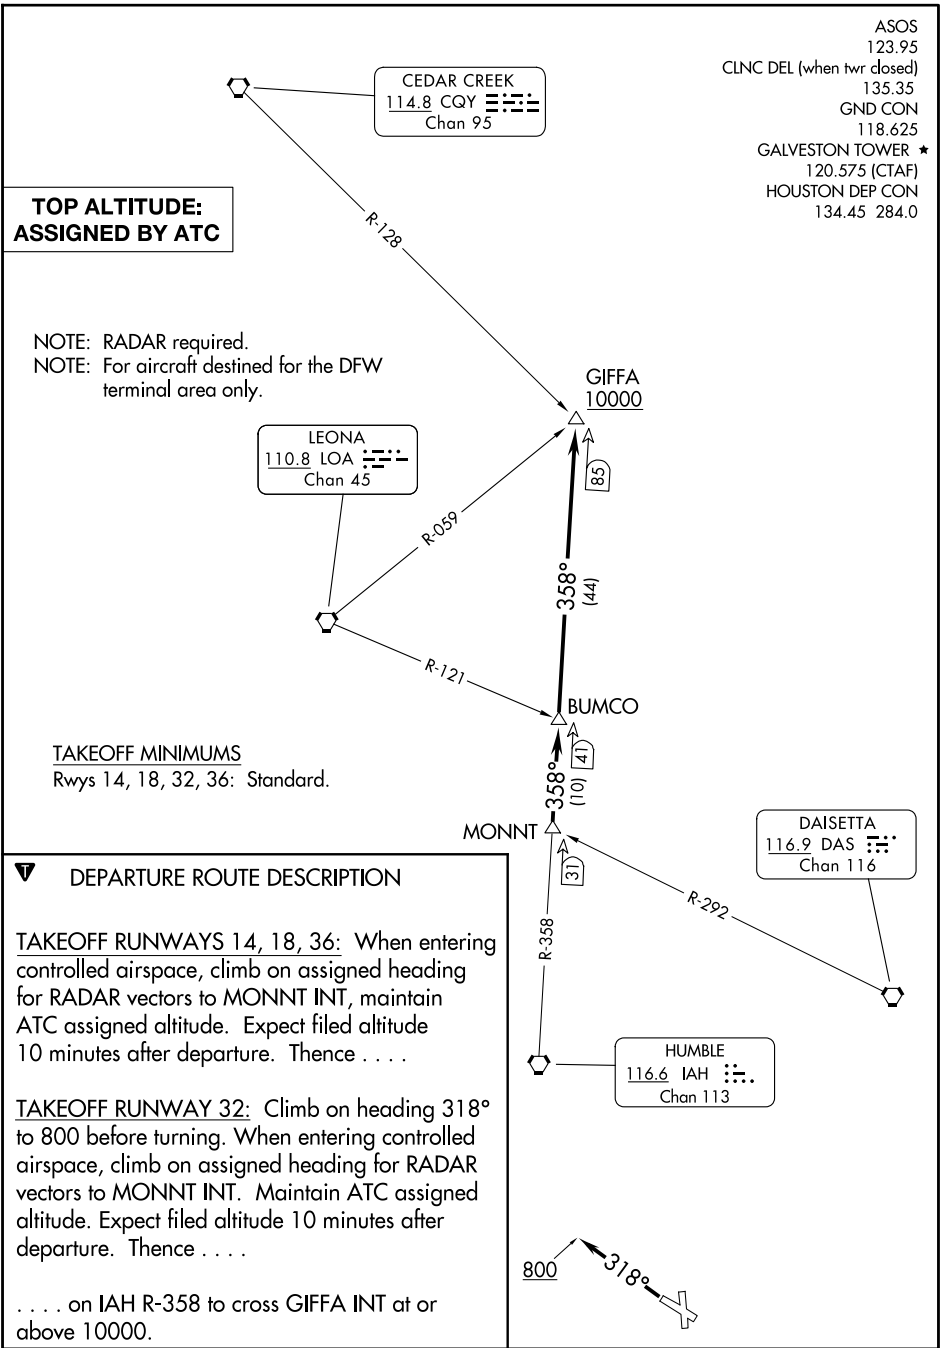 ASOS
123.95
CLNC DEL (when twr closed)
135.35
GND CON
118.625
GALVESTON TOWER ★
120.575 (CTAF)
HOUSTON DEP CON
134.45 284.0
CEDAR CREEK
114.8 CQY
Chan 95
TOP ALTITUDE:
ASSIGNED BY ATC
R-128
NOTE: RADAR required.
NOTE: For aircraft destined for the DFW
terminal area only.
GIFFA
10000
LEONA
110.8 LOA
Chan 45
85
R-059
358°
(44)
R-121
BUMCO
TAKEOFF MINIMUMS
Rwys 14, 18, 32, 36: Standard.
41
358°
(10)
MONNT
31
DAISETTA
116.9 DAS
Chan 116
R-292
R-358
HUMBLE
116.6 IAH
Chan 113
T DEPARTURE ROUTE DESCRIPTION
TAKEOFF RUNWAYS 14, 18, 36: When entering
controlled airspace, climb on assigned heading
for RADAR vectors to MONNT INT, maintain
ATC assigned altitude. Expect filed altitude
10 minutes after departure. Thence . . . .
TAKEOFF RUNWAY 32: Climb on heading 318°
to 800 before turning. When entering controlled
airspace, climb on assigned heading for RADAR
vectors to MONNT INT. Maintain ATC assigned
altitude. Expect filed altitude 10 minutes after
departure. Thence . . . .
. . . . on IAH R-358 to cross GIFFA INT at or
above 10000.
800
318°